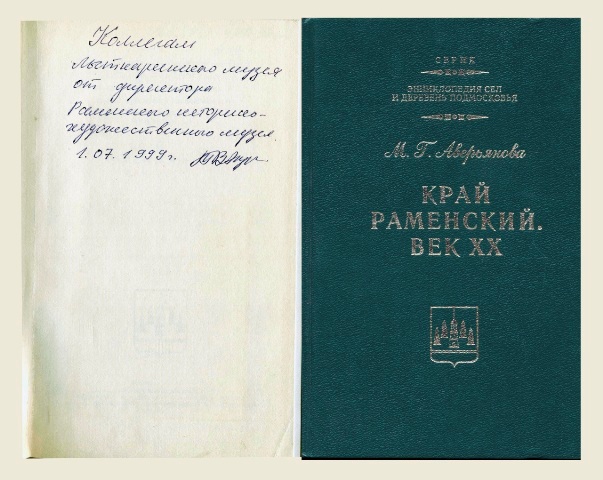 Коллегам
Лыткаринского музея
от директора
Раменского историко-
художественного музея.
1.07.1999г.
СЕРИЯ
ЭНЦИКЛОПЕДИЯ СЕЛ
И ДЕРЕВЕНЬ ПОДМОСКОВЬЯ
М. Г. Аверьянова
КРАЙ
РАМЕНСКИЙ.
ВЕК XX